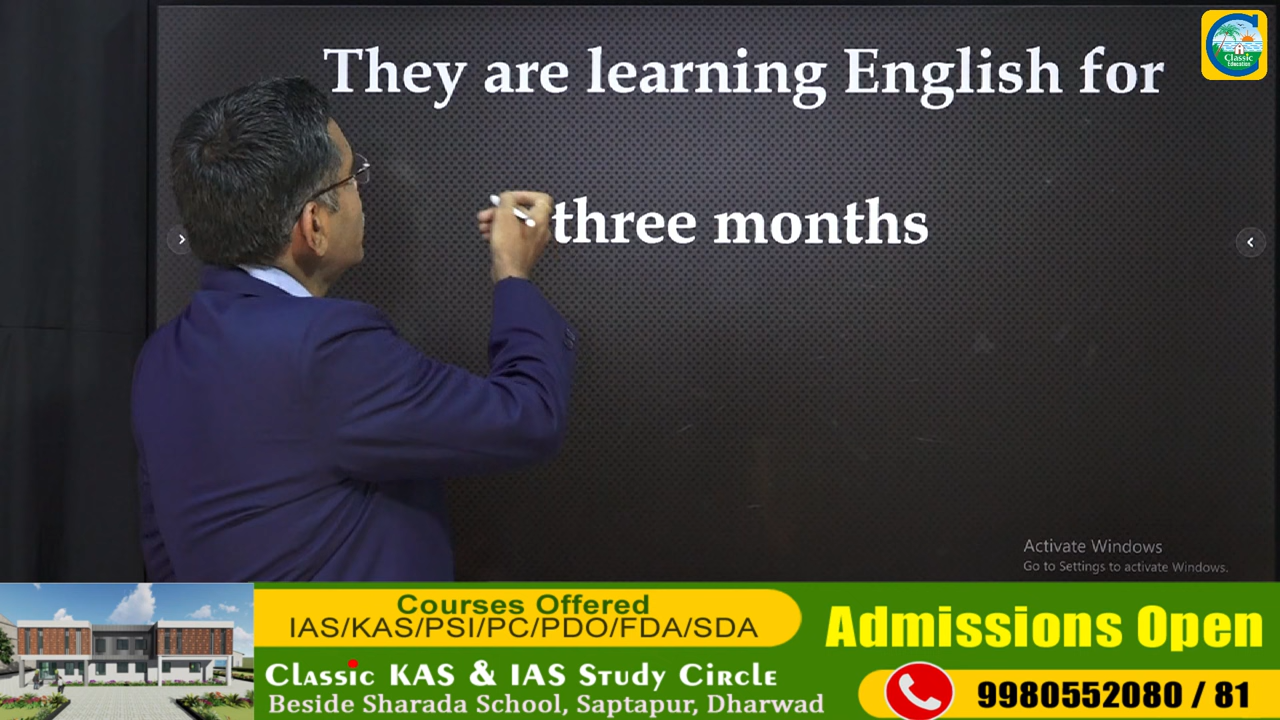 They are learning English for
three months
Classic
Education
Activate Windows
Go to Settings to activate Windows.
Courses Offered
IAS/KAS/PSI/PC/PDO/FDA/SDA
Classic KAS & IAS Study Circle
Beside Sharada School, Saptapur, Dharwad
Admissions Open
9980552080 / 81